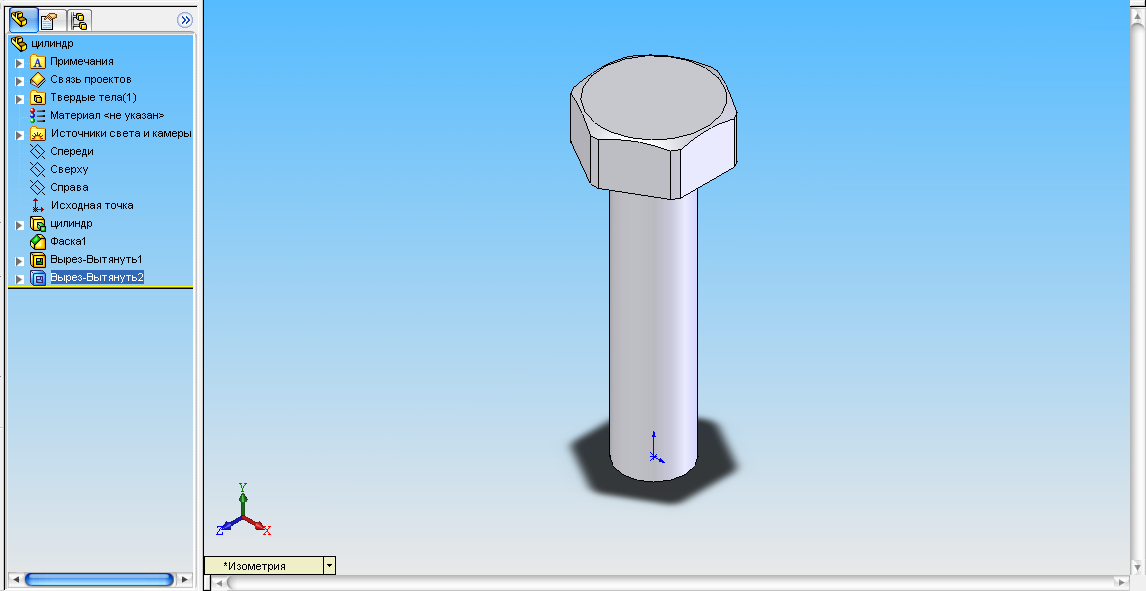 цилиндр
Примечания
Связь проектов
Твердые тела(1)
Материал <не указан>
Источники света и камеры
Спереди
Сверху
Справа
Исходная точка
цилиндр
Фаска1
Вырез-Вытянуть1
Вырез-Вытянуть2
Y
Z
X
*Изометрия